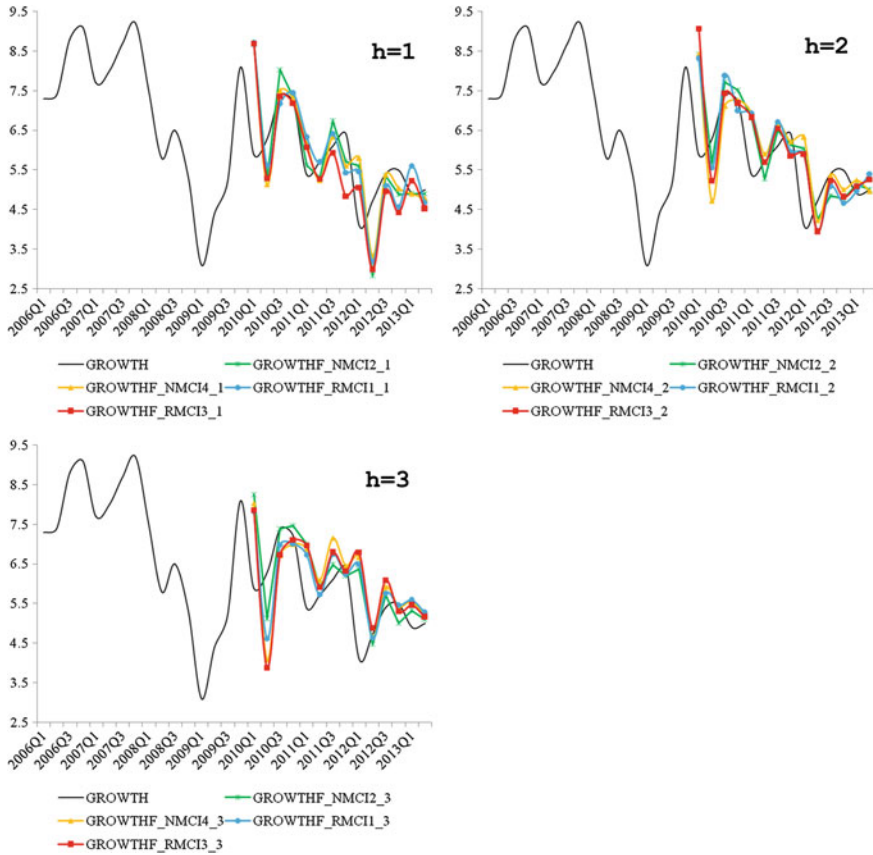 h=1
9.5
8.5
7.5
6.5
5.5
4.5
3.5
2.5
2006Q1 2006Q3 2007Q1 2007Q3 2008Q1 2008Q3 2009Q1 2009Q3 2010Q1 2010Q3 2011Q1 2011Q3 2012Q1 2012Q3 2013Q1
GROWTH GROWTHF_NMCI2_1
GROWTHF_NMCI4_1 GROWTHF_RMCI1_1
GROWTHF_RMCI3_1
h=2
9.5
8.5
7.5
6.5
5.5
4.5
3.5
2.5
2006Q1 2006Q3 2007Q1 2007Q3 2008Q1 2008Q3 2009Q1 2009Q3 2010Q1 2010Q3 2011Q1 2011Q3 2012Q1 2012Q3 2013Q1
GROWTH GROWTHF_NMCI2_2
GROWTHF_NMCI4_2 GROWTHF_RMCI1_2
GROWTHF_RMCI3_2
h=3
9.5
8.5
7.5
6.5
5.5
4.5
3.5
2.5
2006Q1 2006Q3 2007Q1 2007Q3 2008Q1 2008Q3 2009Q1 2009Q3 2010Q1 2010Q3 2011Q1 2011Q3 2012Q1 2012Q3 2013Q1
GROWTH GROWTHF_NMCI2_3
GROWTHF_NMCI4_3 GROWTHF_RMCI1_3
GROWTHF_RMCI3_3